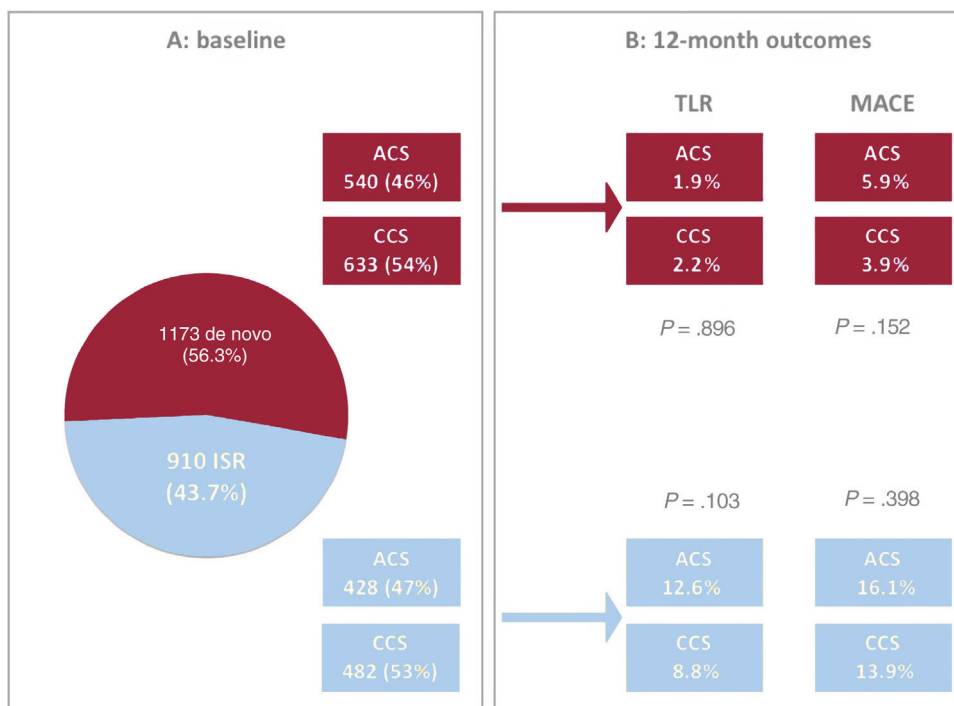 A: baseline
ACS
540 (46%)
CCS
633 (54%)
1173 de novo
(56.3%)
910 ISR
(43.7%)
ACS
428 (47%)
CCS
482 (53%)
B: 12-month outcomes
TLR
MACE
ACS
1.9%
ACS
5.9%
CCS
2.2%
CCS
3.9%
P = .896
P = .152
P = .103
P = .398
ACS
12.6%
ACS
16.1%
CCS
8.8%
CCS
13.9%